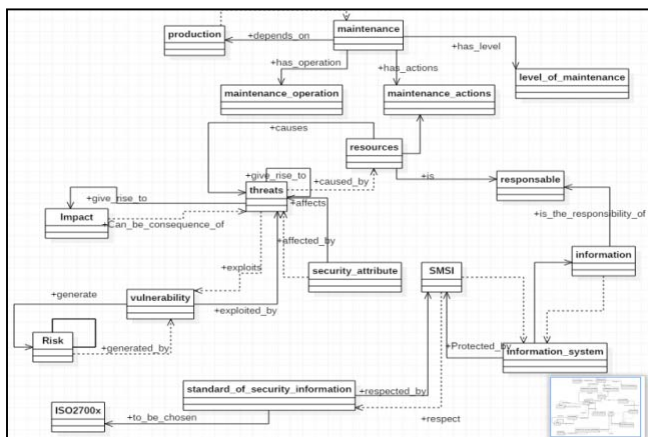 production
maintenance
+depends_on
+has_level
+has_operation
+has_actions
level_of_maintenance
maintenance_operation
maintenance_actions
+causes
resources
+give_rise_to
threats
+caused_by
+is
responsable
+give_rise_to
+affects
Impact
+Can_be_consequence_of
+is_the_responsibility_of
+affected_by
information
+exploits
security_attribute
SMSI
+generate
vulnerability
+exploited_by
Risk
+generated_by
+Protected_by
information_system
standard_of_security_information
+respected_by
ISO2700x
+to_be_chosen
+respect